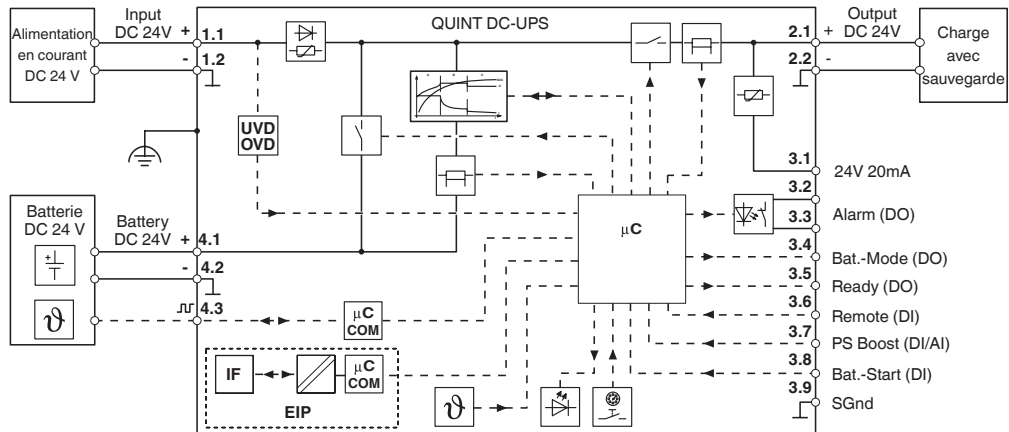 QUINT DC-UPS
Input
DC 24V + 1.1
- 1.2
Alimentation
en courant
DC 24 V
Output
2.1 + DC 24V
2.2 -
Charge
avec
sauvegarde
UVD
OVD
3.1
24V 20mA
3.2
3.3
Alarm (DO)
Batterie
DC 24 V
Battery
DC 24V + 4.1
- 4.2
4.3
+
ϑ
µC
3.4
Bat.-Mode (DO)
3.5
Ready (DO)
3.6
Remote (DI)
3.7
PS Boost (DI/AI)
3.8
Bat.-Start (DI)
3.9
SGnd
µC
COM
IF
µC
COM
EIP
ϑ